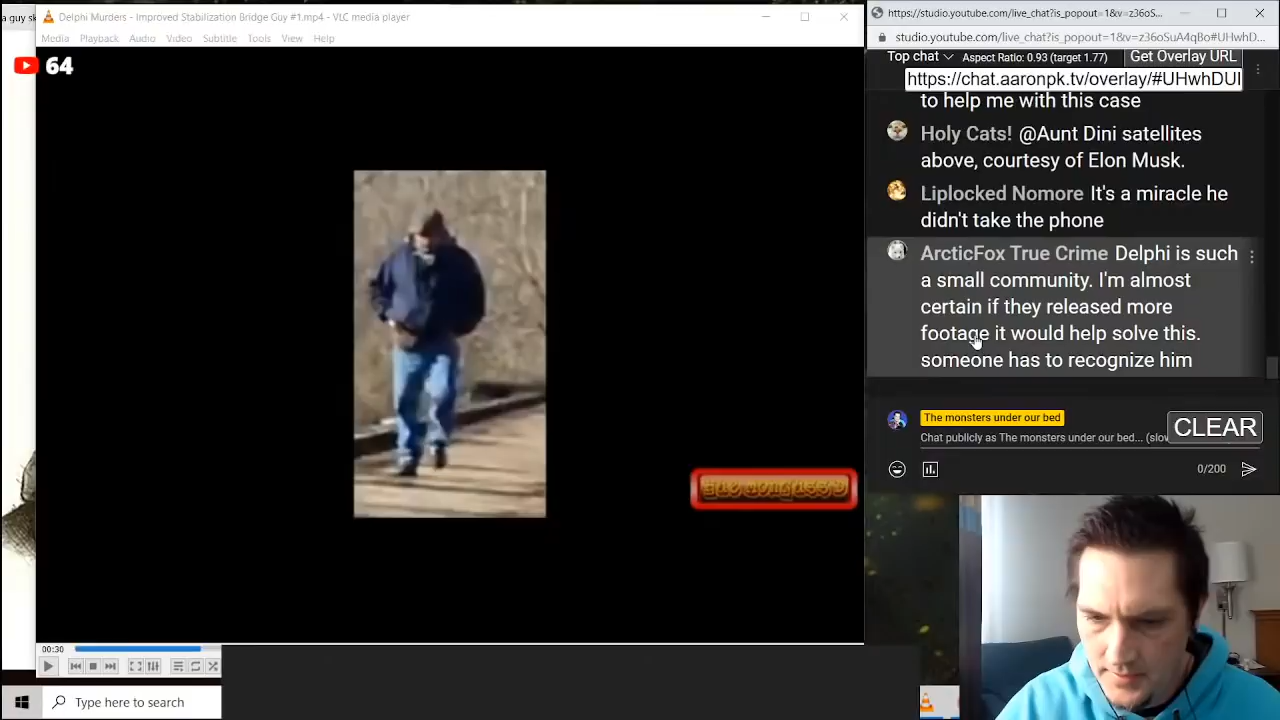 a guy sk
Delphi Murders - Improved Stabilization Bridge Guy #1.mp4 - VLC media player
Media Playback Audio Video Subtitle Tools View Help
64
00:30
Type here to search
https://studio.youtube.com/live_chat?is_popout=1&v=z36oS...
studio.youtube.com/live_chat?is_popout=1&v=z36oSuA4qBo#UHwhD...
Top chat Aspect Ratio: 0.93 (target 1.77) Get Overlay URL
https://chat.aaronpk.tv/overlay/#UHwhDUI
to help me with this case
Holy Cats! @Aunt Dini satellites
above, courtesy of Elon Musk.
Liplocked Nomore It's a miracle he
didn't take the phone
ArcticFox True Crime Delphi is such
a small community. I'm almost
certain if they released more
footage it would help solve this.
someone has to recognize him
The monsters under our bed
Chat publicly as The monsters under our bed... (slow
CLEAR
0/200